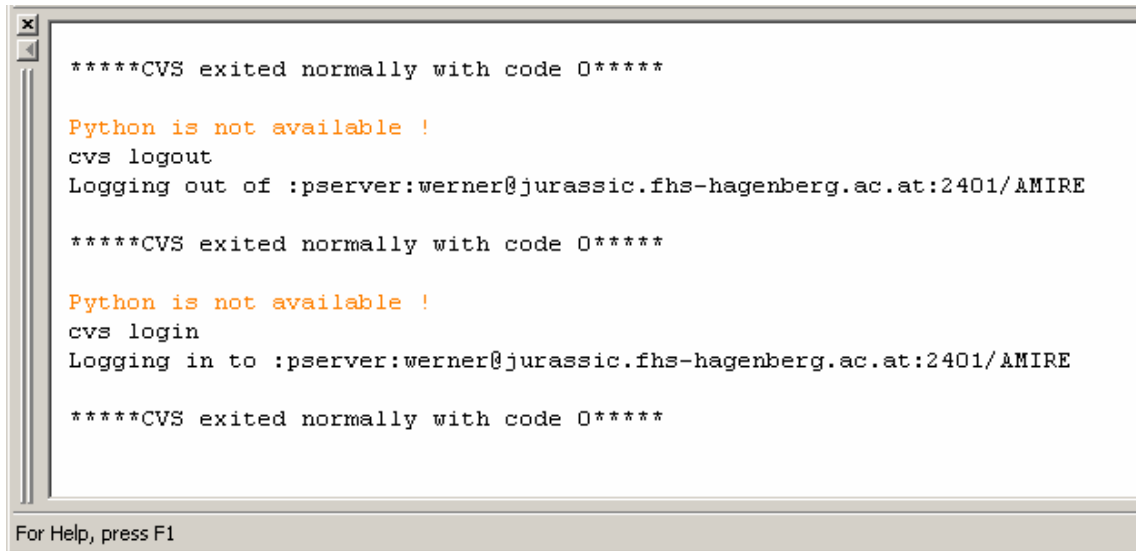 *****CVS exited normally with code 0*****
Python is not available !
cvs logout
Logging out of :pserver:werner@jurassic.fhs-hagenberg.ac.at:2401/AMIRE
*****CVS exited normally with code 0*****
Python is not available !
cvs login
Logging in to :pserver:werner@jurassic.fhs-hagenberg.ac.at:2401/AMIRE
*****CVS exited normally with code 0*****
For Help, press F1